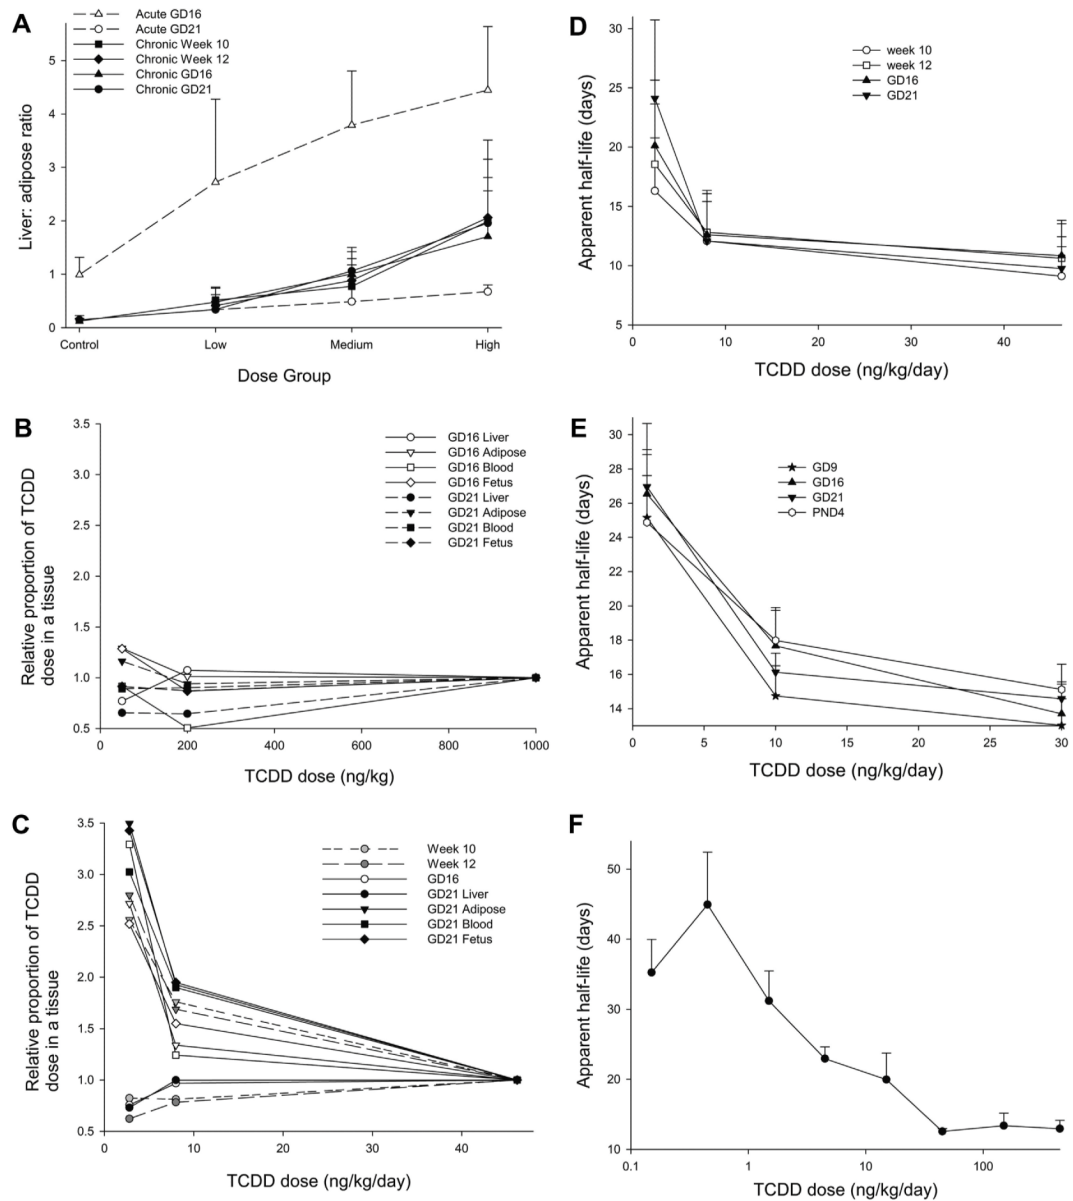 A
Acute GD16
Acute GD21
Chronic Week 10
Chronic Week 12
Chronic GD16
Chronic GD21
Liver: adipose ratio
5
4
3
2
1
0
Control
Low
Medium
High
Dose Group
B
GD16 Liver
GD16 Adipose
GD16 Blood
GD16 Fetus
GD21 Liver
GD21 Adipose
GD21 Blood
GD21 Fetus
Relative proportion of TCDD
dose in a tissue
3.5
3.0
2.5
2.0
1.5
1.0
0.5
0
200
400
600
800
1000
TCDD dose (ng/kg)
C
Week 10
Week 12
GD16
GD21 Liver
GD21 Adipose
GD21 Blood
GD21 Fetus
Relative proportion of TCDD
dose in a tissue
3.5
3.0
2.5
2.0
1.5
1.0
0.5
0
10
20
30
40
TCDD dose (ng/kg/day)
D
week 10
week 12
GD16
GD21
Apparent half-life (days)
30
25
20
15
10
5
0
10
20
30
40
TCDD dose (ng/kg/day)
E
GD9
GD16
GD21
PND4
Apparent half-life (days)
30
28
26
24
22
20
18
16
14
0
5
10
15
20
25
30
TCDD dose (ng/kg/day)
F
Apparent half-life (days)
50
40
30
20
10
0.1
1
10
100
TCDD dose (ng/kg/day)